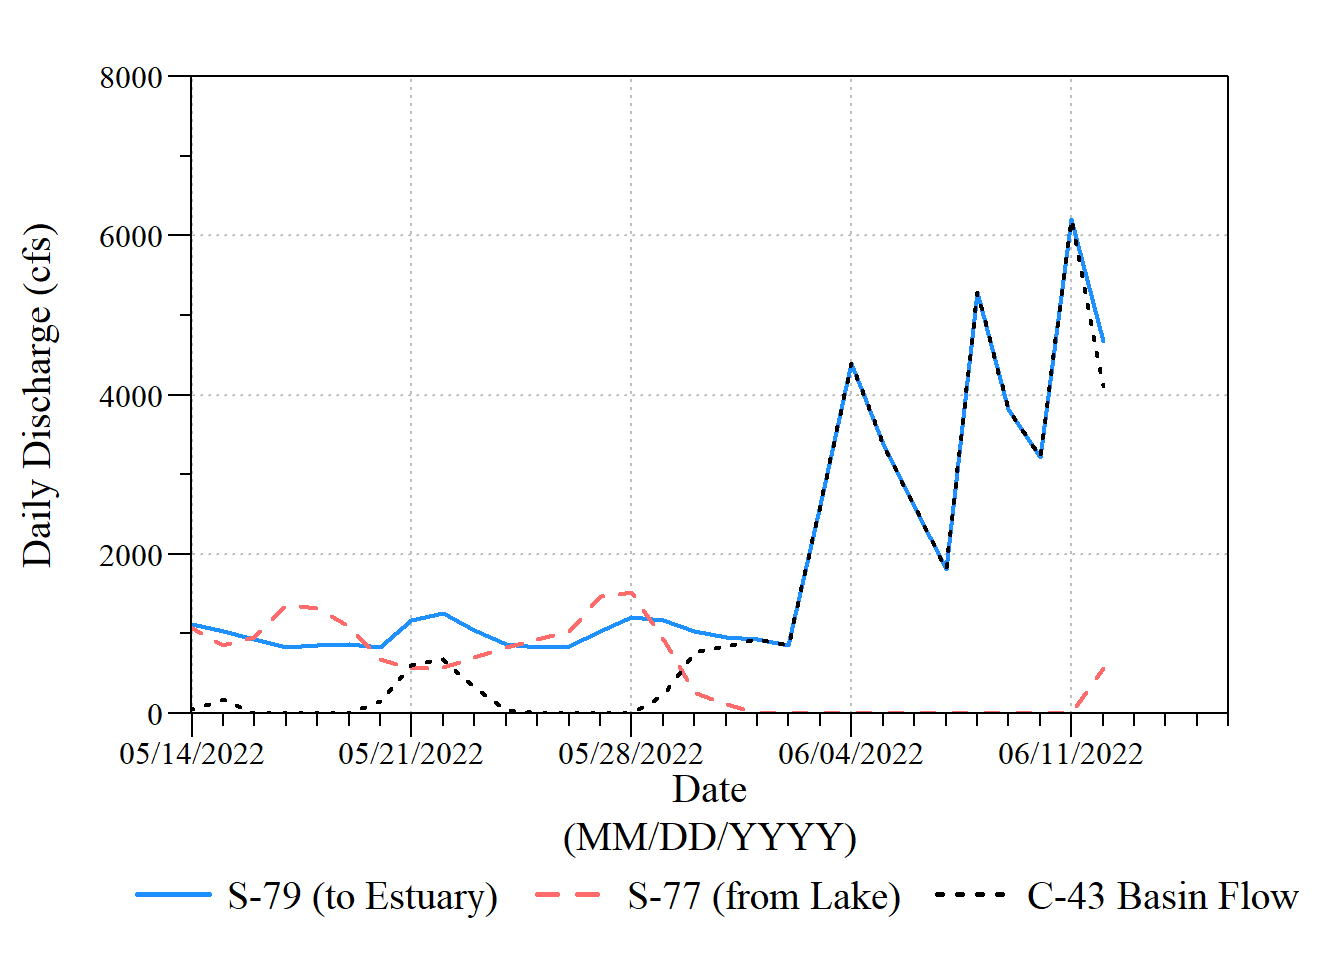 8000
6000
4000
2000
0
Daily Discharge (cfs)
05/14/2022 05/21/2022 05/28/2022 06/04/2022 06/11/2022
Date
(MM/DD/YYYY)
S-79 (to Estuary) S-77 (from Lake) C-43 Basin Flow